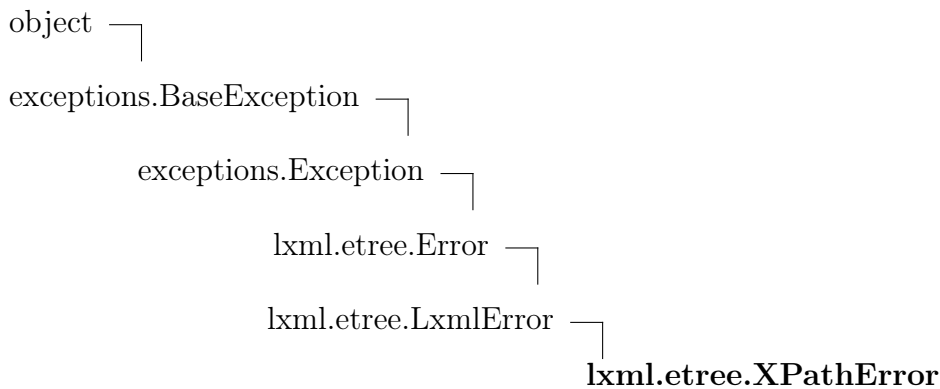 object
exceptions.BaseException
exceptions.Exception
lxml.etree.Error
lxml.etree.LxmlError
lxml.etree.XPathError